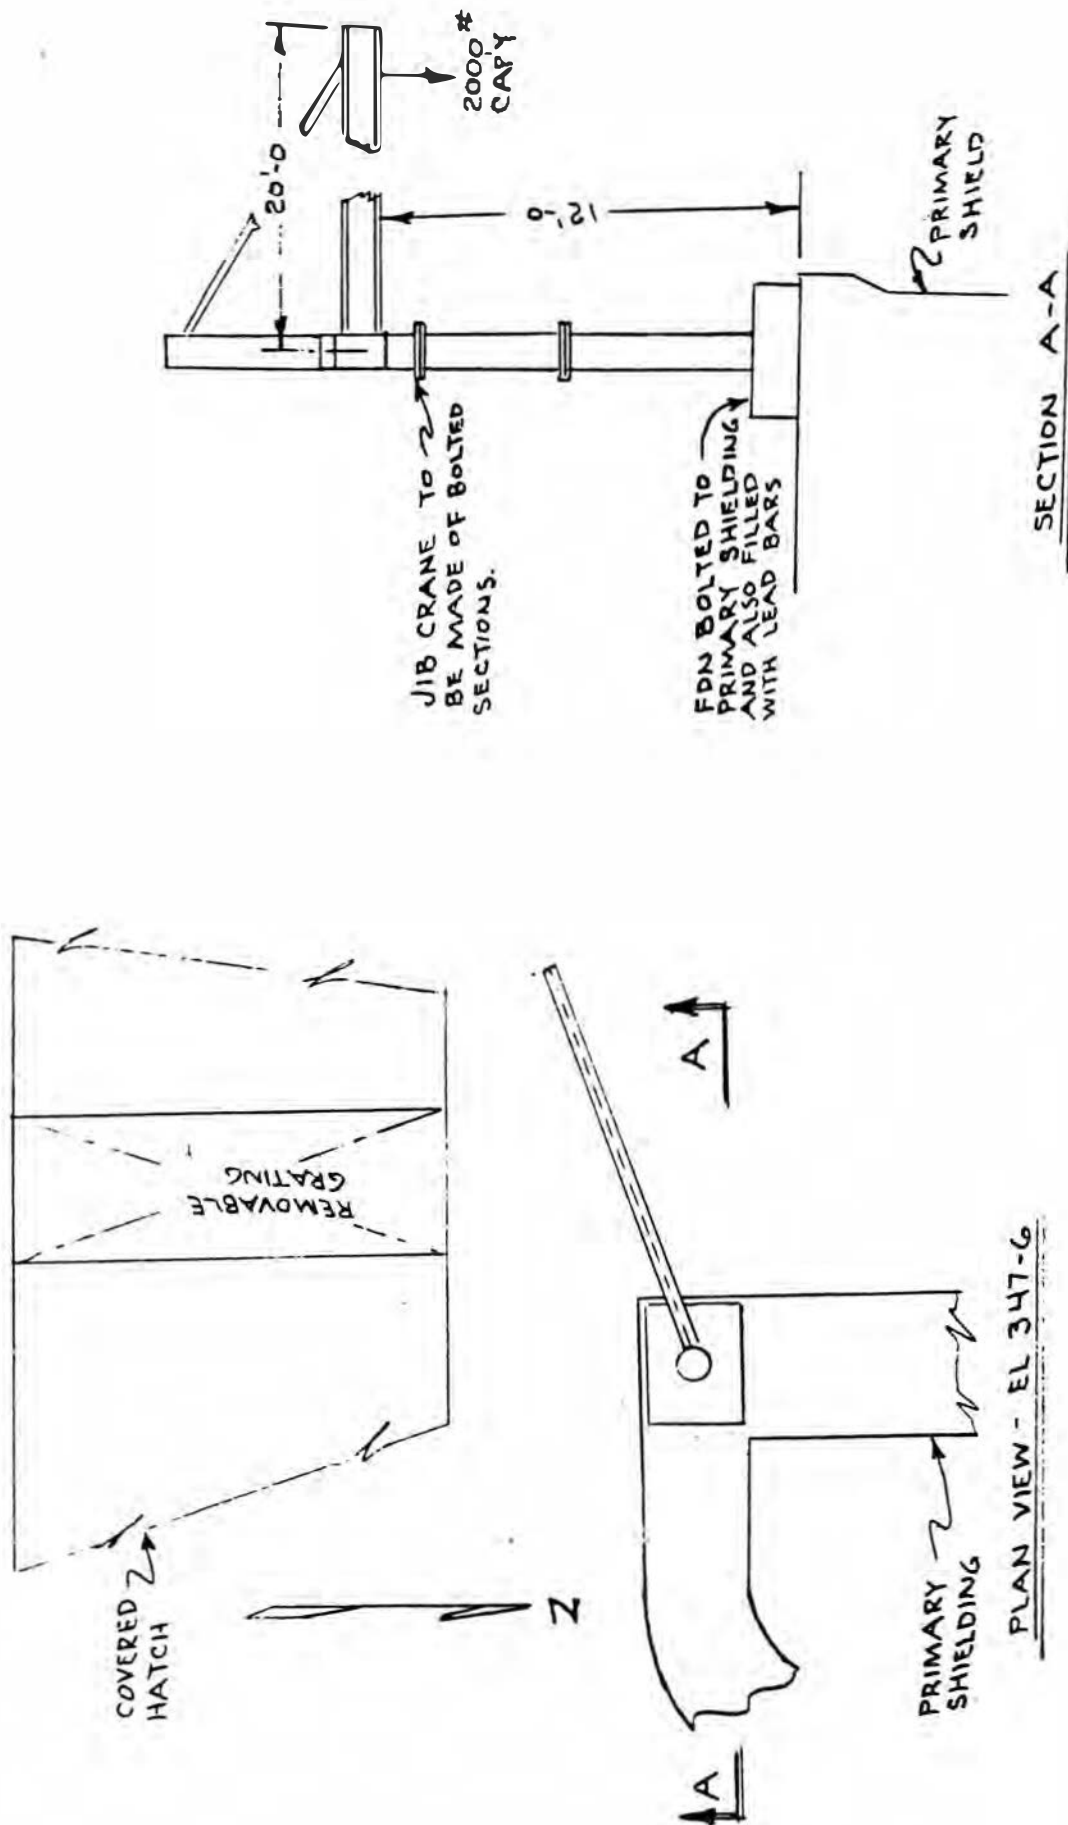 20'-0
2000#
CAP'Y
12'-0
JIB CRANE TO
BE MADE OF BOLTED
SECTIONS.
FDN BOLTED TO
PRIMARY SHIELDING
AND ALSO FILLED
WITH LEAD BARS
PRIMARY
SHIELD
SECTION A-A
COVERED
HATCH
REMOVABLE
GRATING
N
A
A
PRIMARY
SHIELDING
PLAN VIEW - EL 347-6